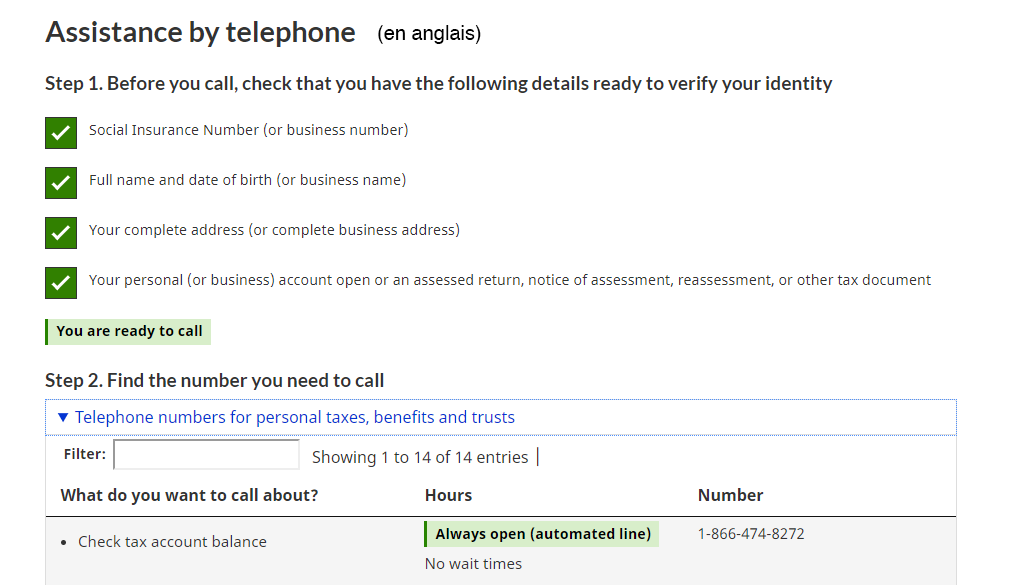 Assistance by telephone (en anglais)
Step 1. Before you call, check that you have the following details ready to verify your identity
Social Insurance Number (or business number)
Full name and date of birth (or business name)
Your complete address (or complete business address)
Your personal (or business) account open or an assessed return, notice of assessment, reassessment, or other tax document
You are ready to call
Step 2. Find the number you need to call
▼ Telephone numbers for personal taxes, benefits and trusts
Filter: Showing 1 to 14 of 14 entries |
What do you want to call about? Hours Number
• Check tax account balance Always open (automated line) 1-866-474-8272
No wait times